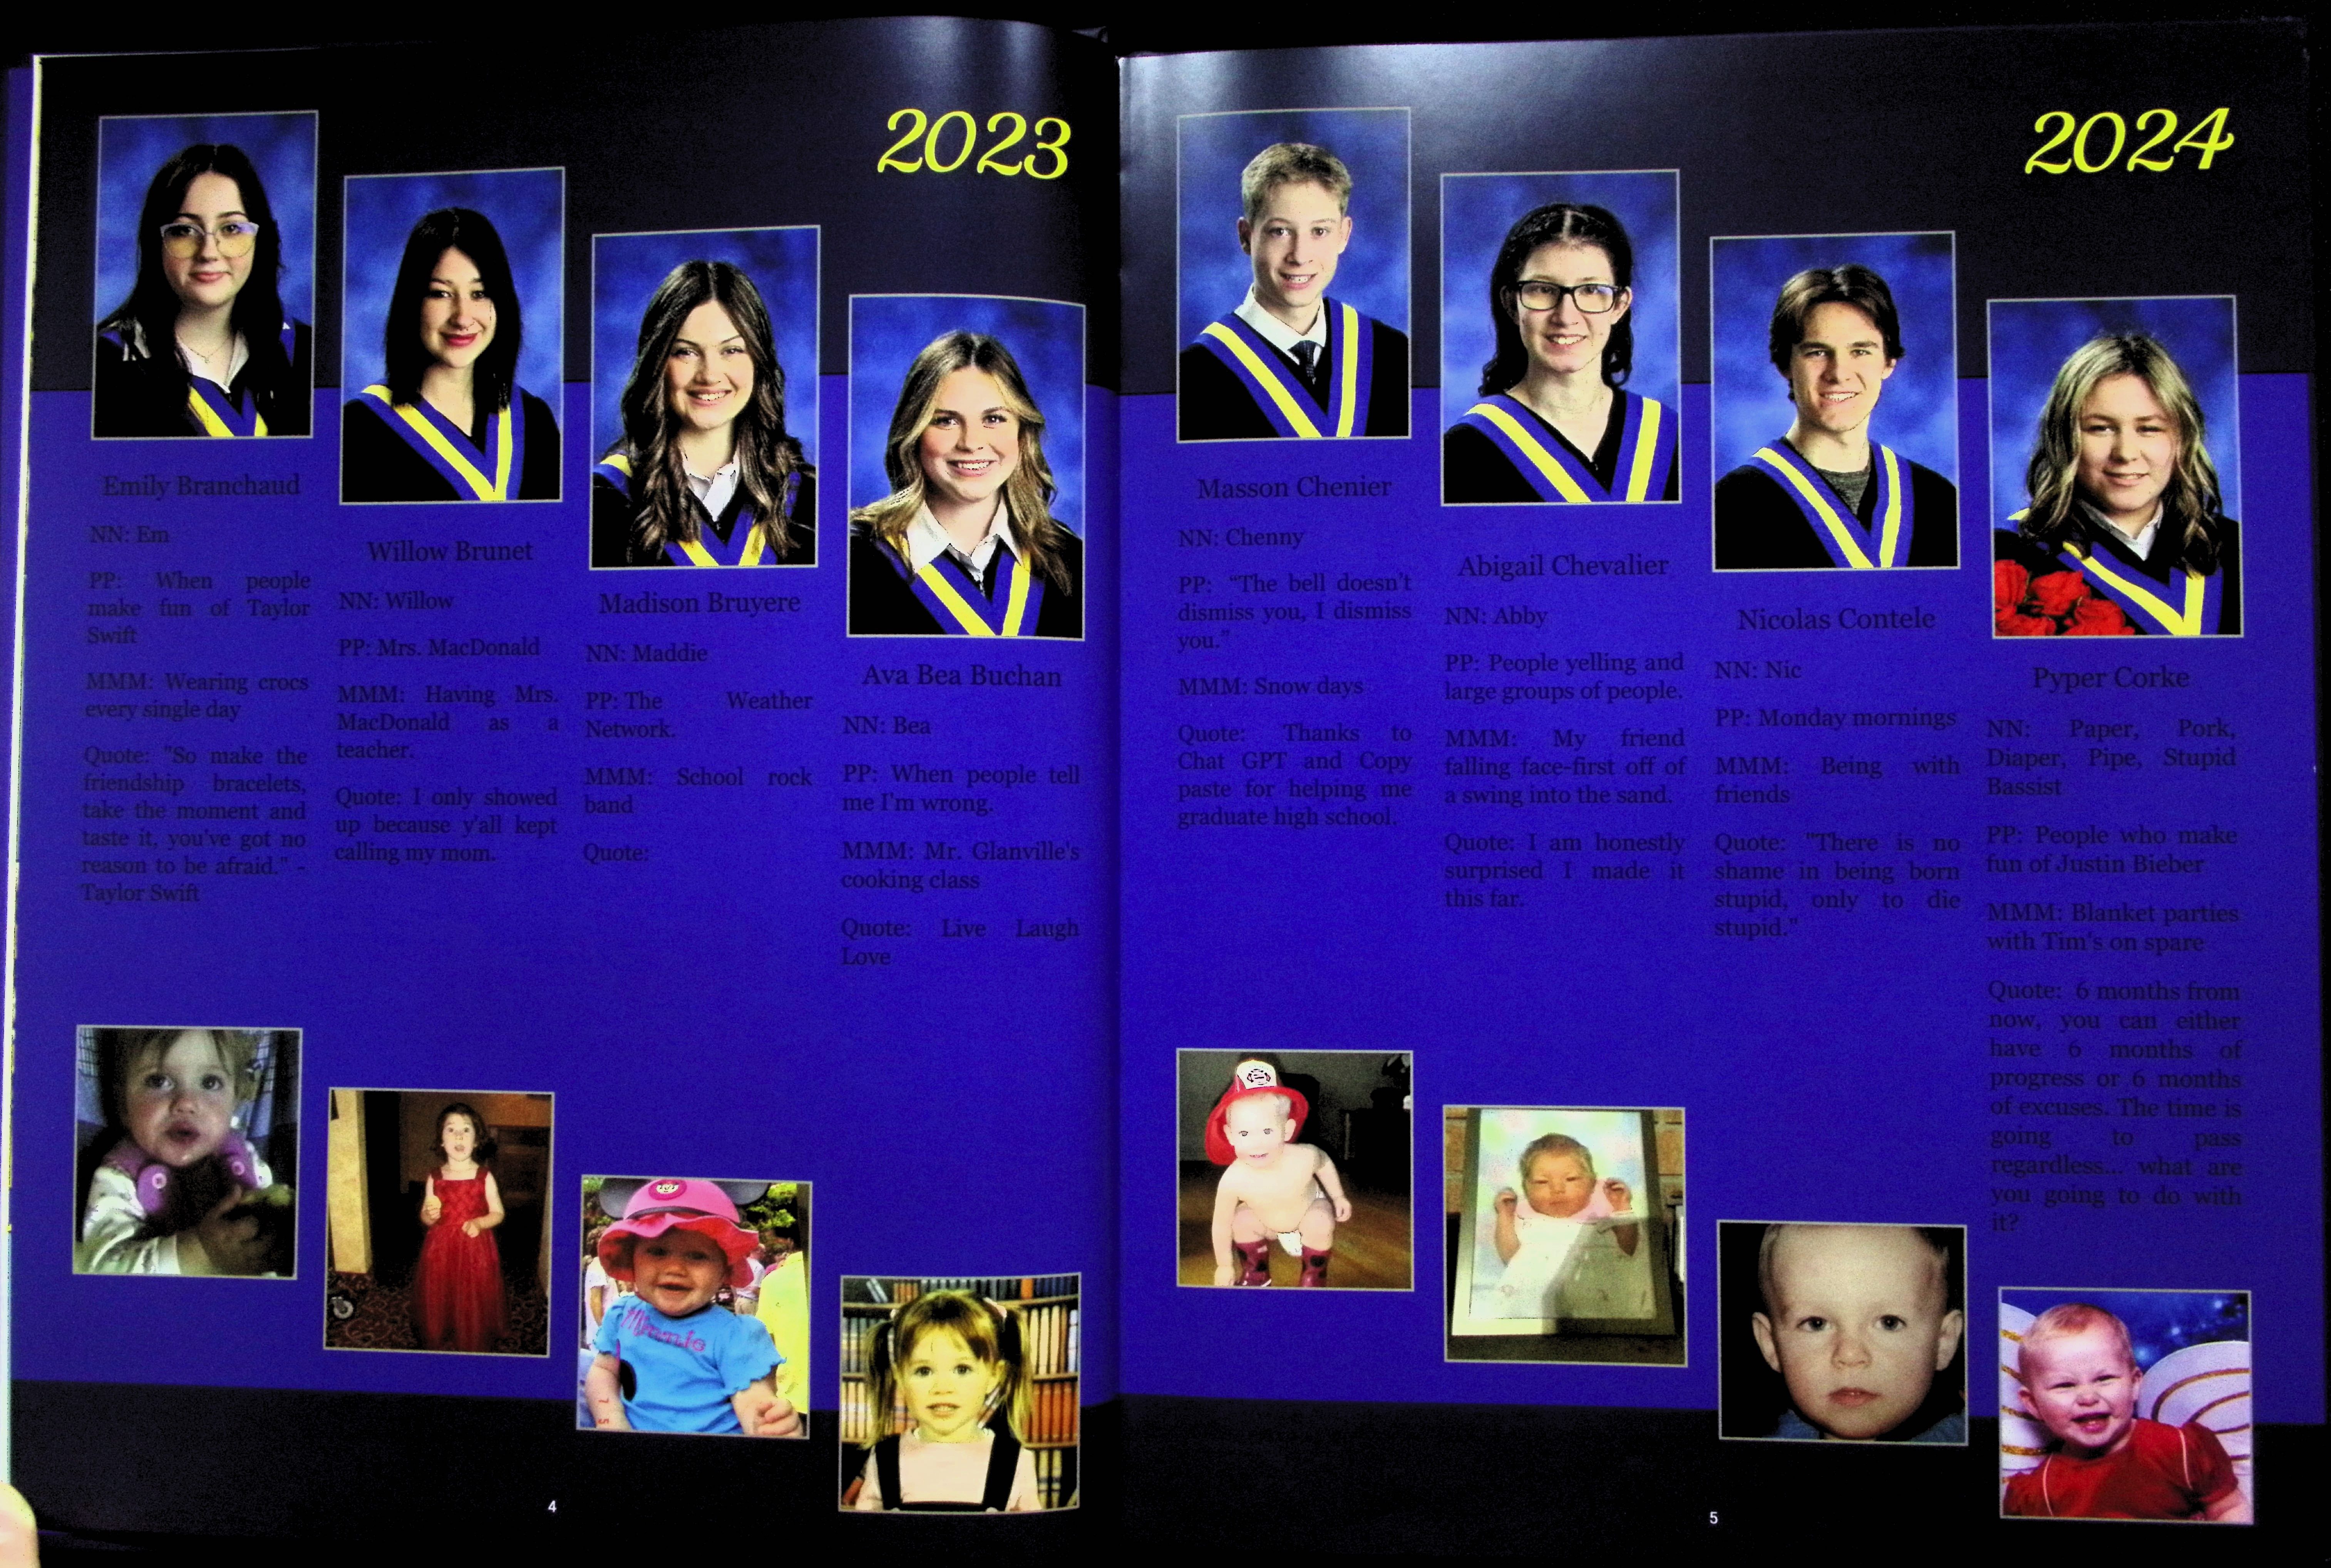 2023
Emily Branchaud
NN: Em
PP: When people
make fun of Taylor
Swift
MMM: Wearing crocs
every single day
Quote: "So make the
friendship bracelets,
take the moment and
taste it, you've got no
reason to be afraid." -
Taylor Swift
Willow Brunet
NN: Willow
PP: Mrs. MacDonald
MMM: Having Mrs.
MacDonald as a
teacher.
Quote: I only showed
up because y'all kept
calling my mom.
Madison Bruyere
NN: Maddie
PP: The Weather
Network.
MMM: School rock
band
Quote:
Ava Bea Buchan
NN: Bea
PP: When people tell
me I'm wrong.
MMM: Mr. Glanville's
cooking class
Quote: Live Laugh
Love
Minnie
4
2024
Masson Chenier
NN: Chenny
PP: “The bell doesn't
dismiss you, I dismiss
you.”
MMM: Snow days
Quote: Thanks to
Chat GPT and Copy
paste for helping me
graduate high school.
Abigail Chevalier
NN: Abby
PP: People yelling and
large groups of people.
MMM: My friend
falling face-first off of
a swing into the sand.
Quote: I am honestly
surprised I made it
this far.
Nicolas Contele
NN: Nic
PP: Monday mornings
MMM: Being with
friends
Quote: "There is no
shame in being born
stupid, only to die
stupid."
Pyper Corke
NN: Paper, Pork,
Diaper, Pipe, Stupid
Bassist
PP: People who make
fun of Justin Bieber
MMM: Blanket parties
with Tim's on spare
Quote: 6 months from
now, you can either
have 6 months of
progress or 6 months
of excuses. The time is
going to pass
regardless... what are
you going to do with
it?
5